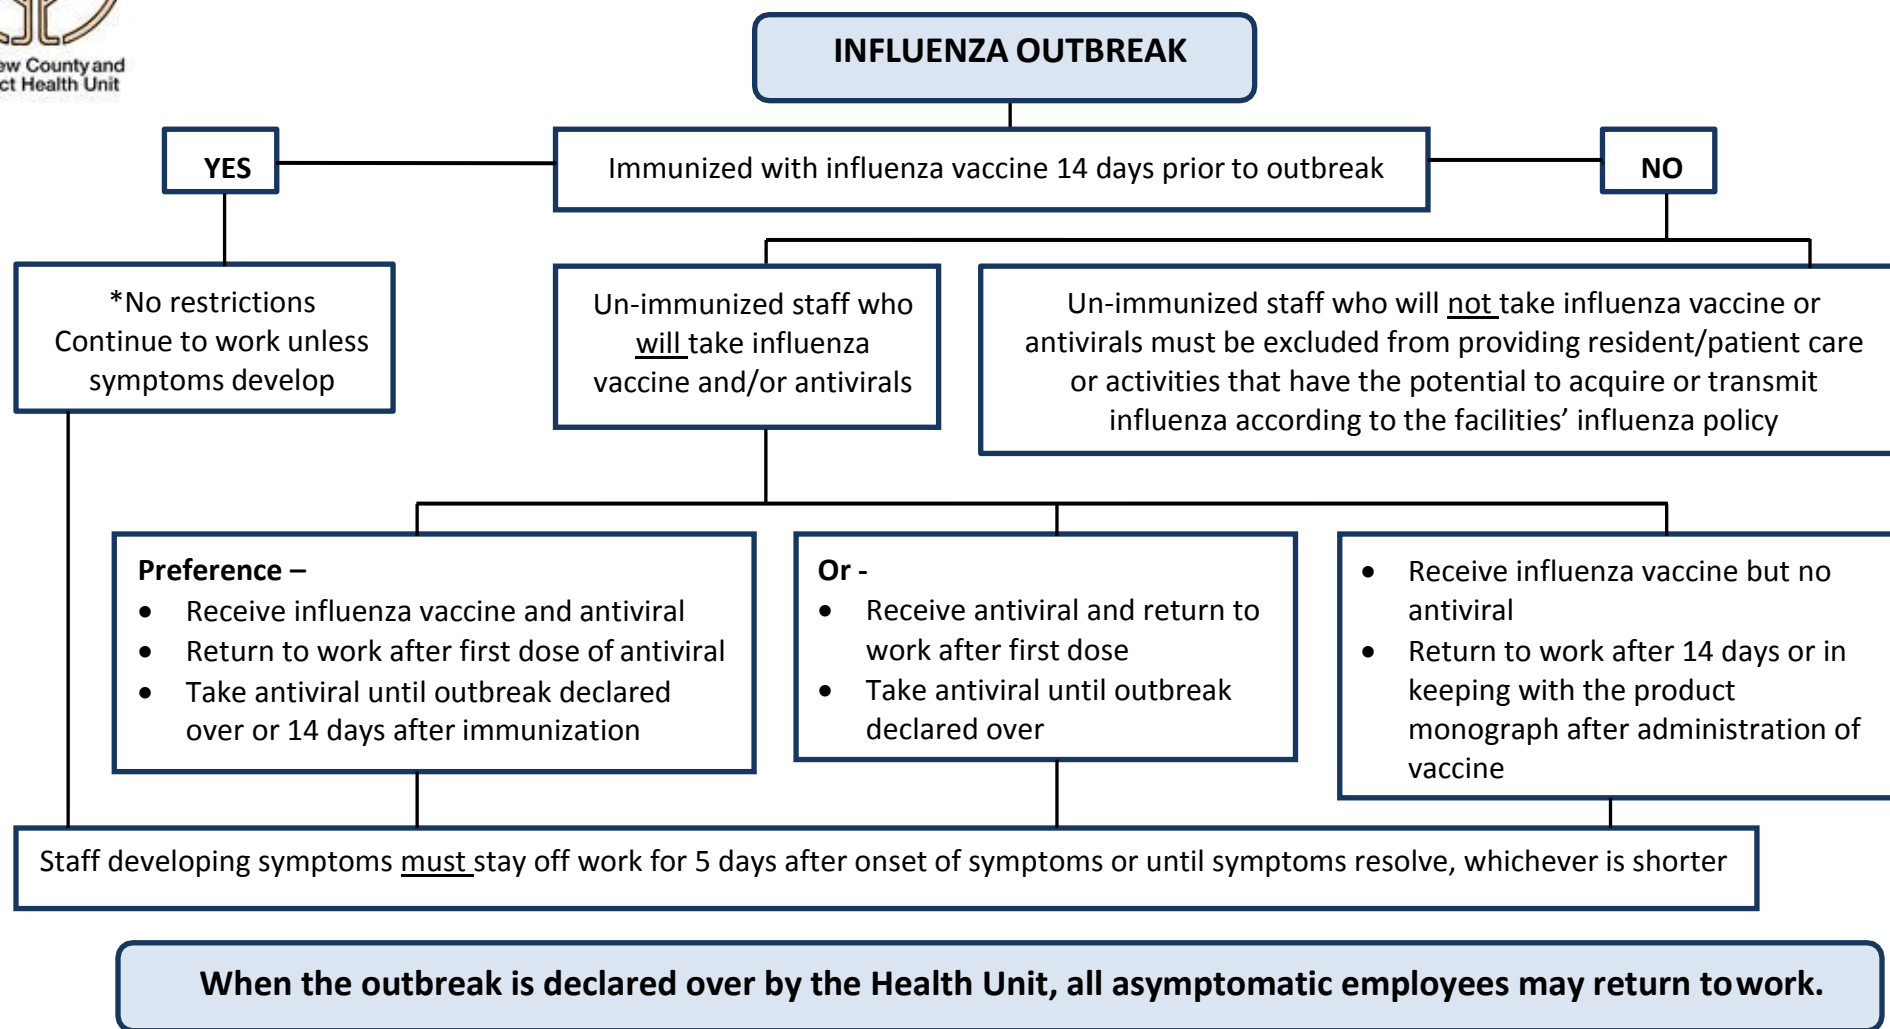 ew County and
ct Health Unit
INFLUENZA OUTBREAK
YES
Immunized with influenza vaccine 14 days prior to outbreak
NO
*No restrictions
Continue to work unless
symptoms develop
Un-immunized staff who
will take influenza
vaccine and/or antivirals
Un-immunized staff who will not take influenza vaccine or
antivirals must be excluded from providing resident/patient care
or activities that have the potential to acquire or transmit
influenza according to the facilities’ influenza policy
Preference –
• Receive influenza vaccine and antiviral
• Return to work after first dose of antiviral
• Take antiviral until outbreak declared
over or 14 days after immunization
Or -
• Receive antiviral and return to
work after first dose
• Take antiviral until outbreak
declared over
• Receive influenza vaccine but no
antiviral
• Return to work after 14 days or in
keeping with the product
monograph after administration of
vaccine
Staff developing symptoms must stay off work for 5 days after onset of symptoms or until symptoms resolve, whichever is shorter
When the outbreak is declared over by the Health Unit, all asymptomatic employees may return to work.